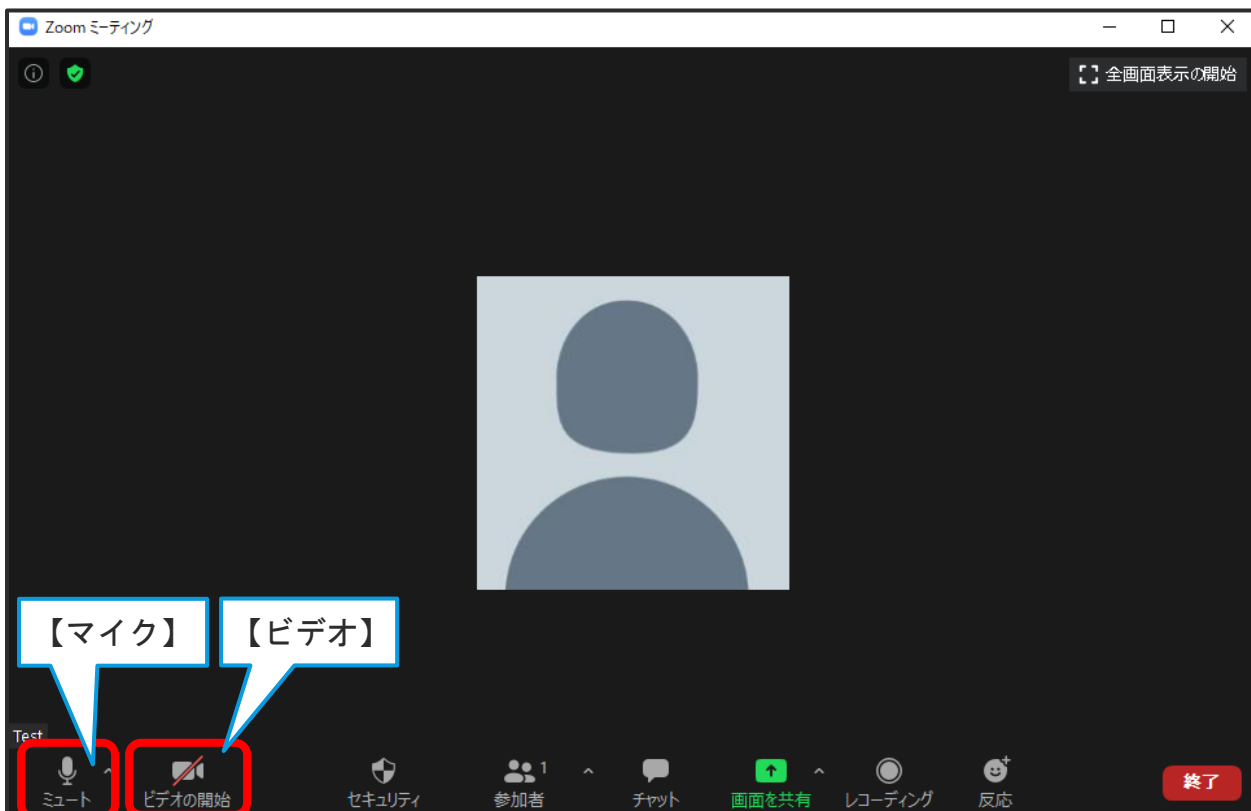 Zoom ミーティング
全画面表示の開始
【マイク】
【ビデオ】
Test
ミュート
ビデオの開始
セキュリティ
参加者
1
チャット
画面を共有
レコーディング
反応
終了